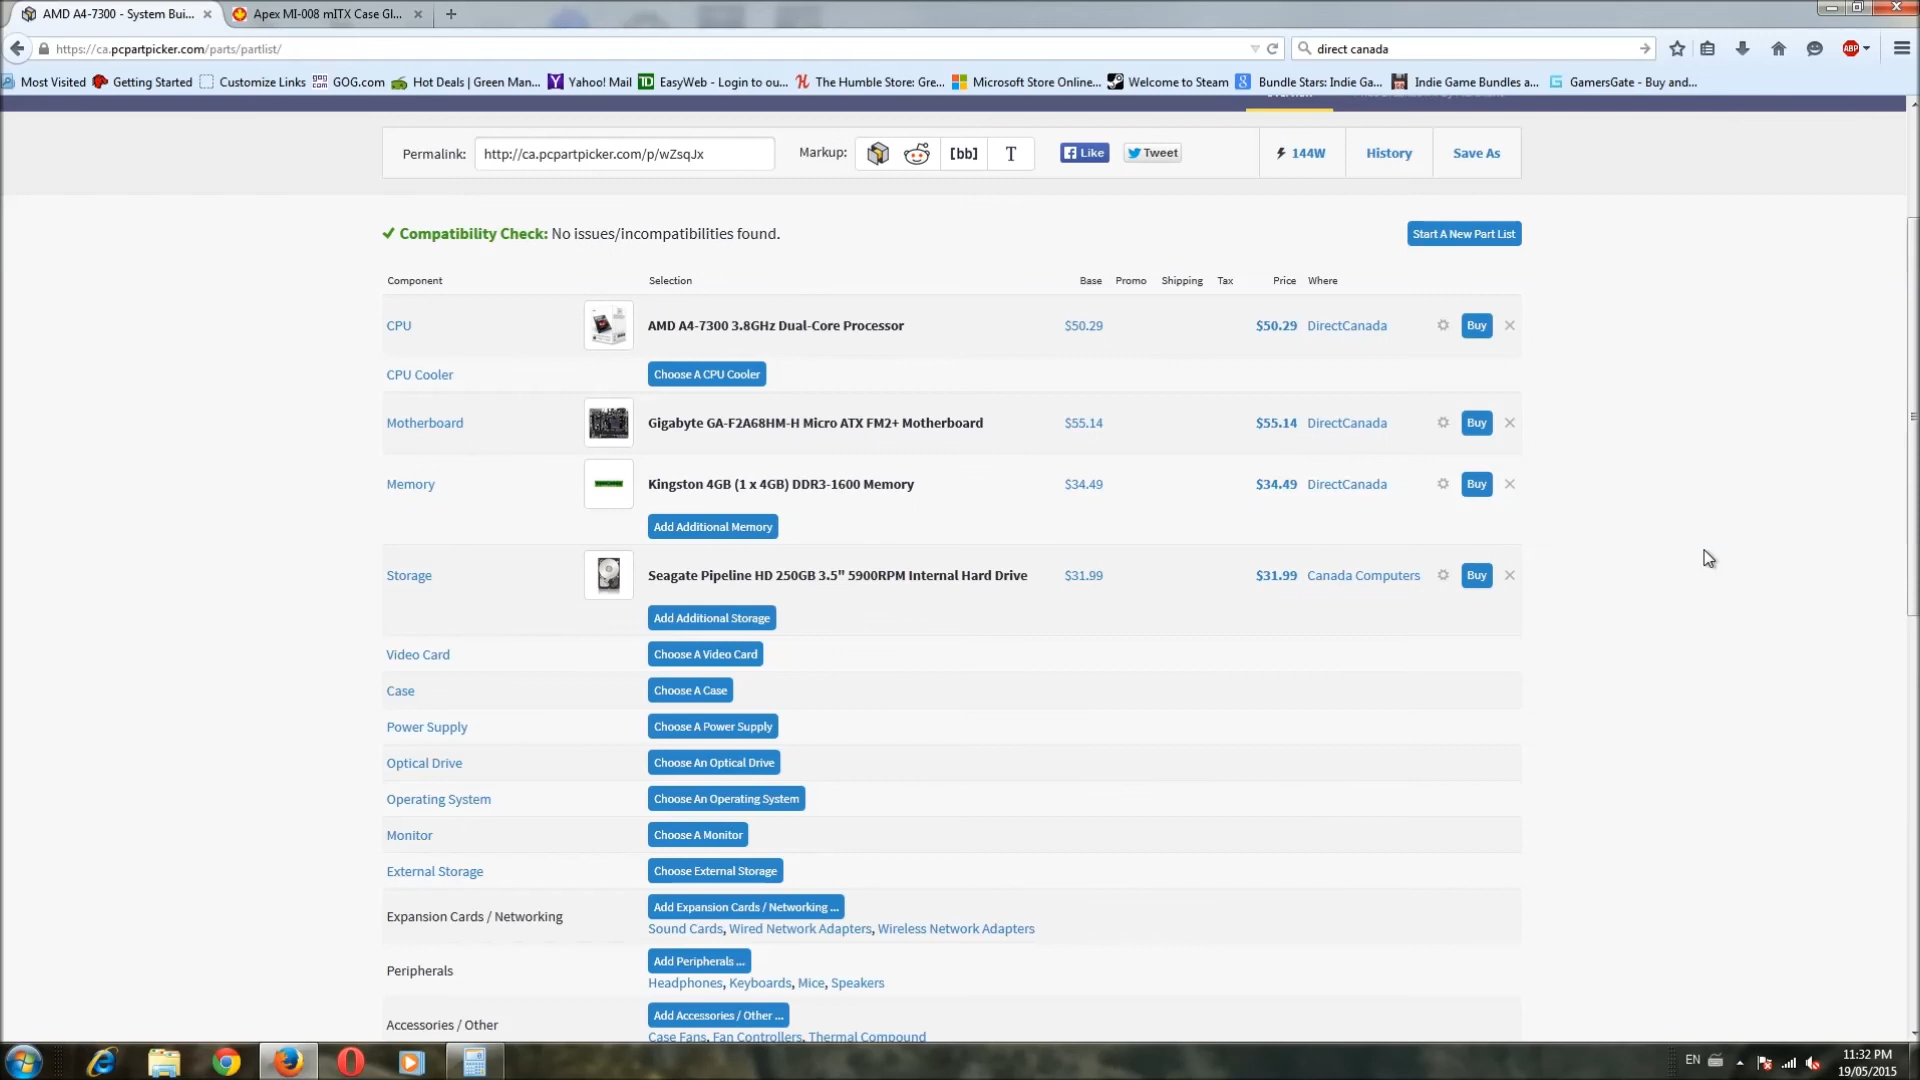 AMD A4-7300 - System Bui...
Apex MI-008 mITX Case Gl...
https://ca.pcpartpicker.com/parts/partlist/
direct canada
ABP
Most Visited Getting Started Customize Links GOG.com Hot Deals | Green Man... Yahoo! Mail EasyWeb - Login to ou... The Humble Store: Gre... Microsoft Store Online... Welcome to Steam Bundle Stars: Indie Ga... Indie Game Bundles a... GamersGate - Buy and...
Permalink: http://ca.pcpartpicker.com/p/wZsqJx Markup: [bb] T Like Tweet 144W History Save As
Compatibility Check: No issues/incompatibilities found. Start A New Part List
Component Selection Base Promo Shipping Tax Price Where
CPU AMD A4-7300 3.8GHz Dual-Core Processor $50.29 $50.29 DirectCanada Buy
CPU Cooler Choose A CPU Cooler
Motherboard Gigabyte GA-F2A68HM-H Micro ATX FM2+ Motherboard $55.14 $55.14 DirectCanada Buy
Memory Kingston 4GB (1 x 4GB) DDR3-1600 Memory $34.49 $34.49 DirectCanada Buy
Add Additional Memory
Storage Seagate Pipeline HD 250GB 3.5" 5900RPM Internal Hard Drive $31.99 $31.99 Canada Computers Buy
Add Additional Storage
Video Card Choose A Video Card
Case Choose A Case
Power Supply Choose A Power Supply
Optical Drive Choose An Optical Drive
Operating System Choose An Operating System
Monitor Choose A Monitor
External Storage Choose External Storage
Expansion Cards / Networking Add Expansion Cards / Networking ...
Sound Cards, Wired Network Adapters, Wireless Network Adapters
Peripherals Add Peripherals ...
Headphones, Keyboards, Mice, Speakers
Accessories / Other Add Accessories / Other ...
Case Fans, Fan Controllers, Thermal Compound
EN 11:32 PM
19/05/2015